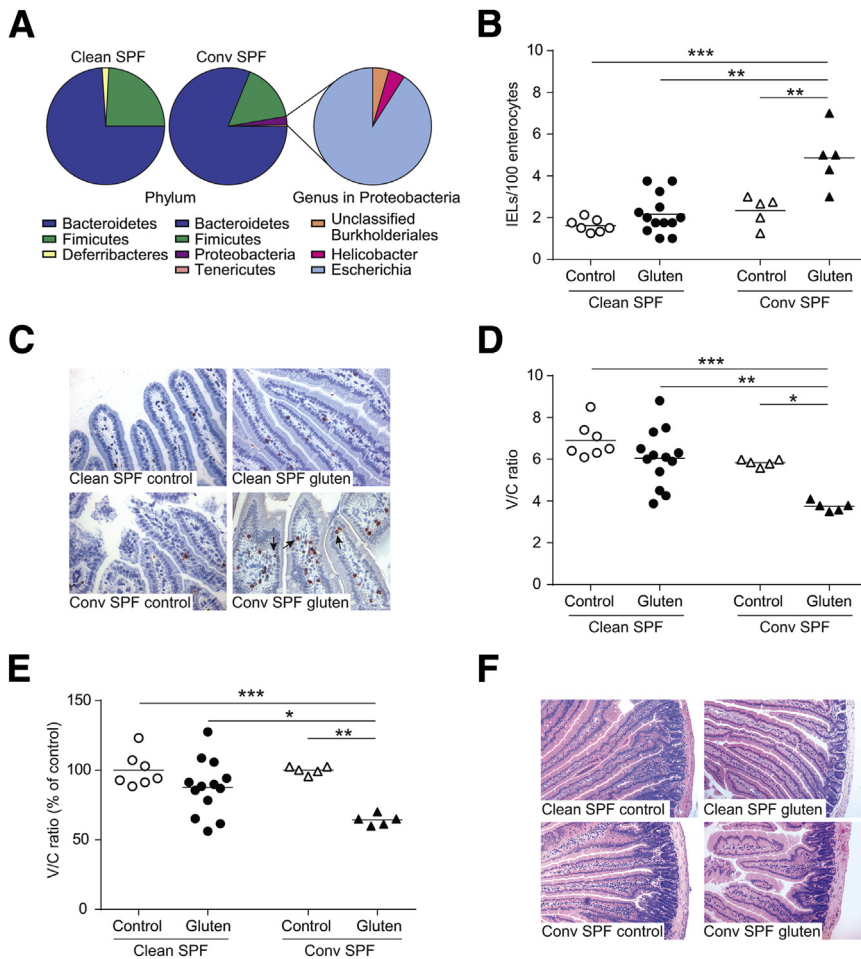 A
Clean SPF
Conv SPF
Phylum
Genus in Proteobacteria
Bacteroidetes
Fimicutes
Deferribacteres
Bacteroidetes
Fimicutes
Proteobacteria
Tenericutes
Unclassified
Burkholderiales
Helicobacter
Escherichia
B
IELs/100 enterocytes
10
8
6
4
2
0
***
**
**
Control
Gluten
Control
Gluten
Clean SPF
Conv SPF
C
Clean SPF control
Clean SPF gluten
Conv SPF control
Conv SPF gluten
D
V/C ratio
10
8
6
4
2
0
***
**
*
Control
Gluten
Control
Gluten
Clean SPF
Conv SPF
E
V/C ratio (% of control)
150
100
50
0
***
*
**
Control
Gluten
Control
Gluten
Clean SPF
Conv SPF
F
Clean SPF control
Clean SPF gluten
Conv SPF control
Conv SPF gluten